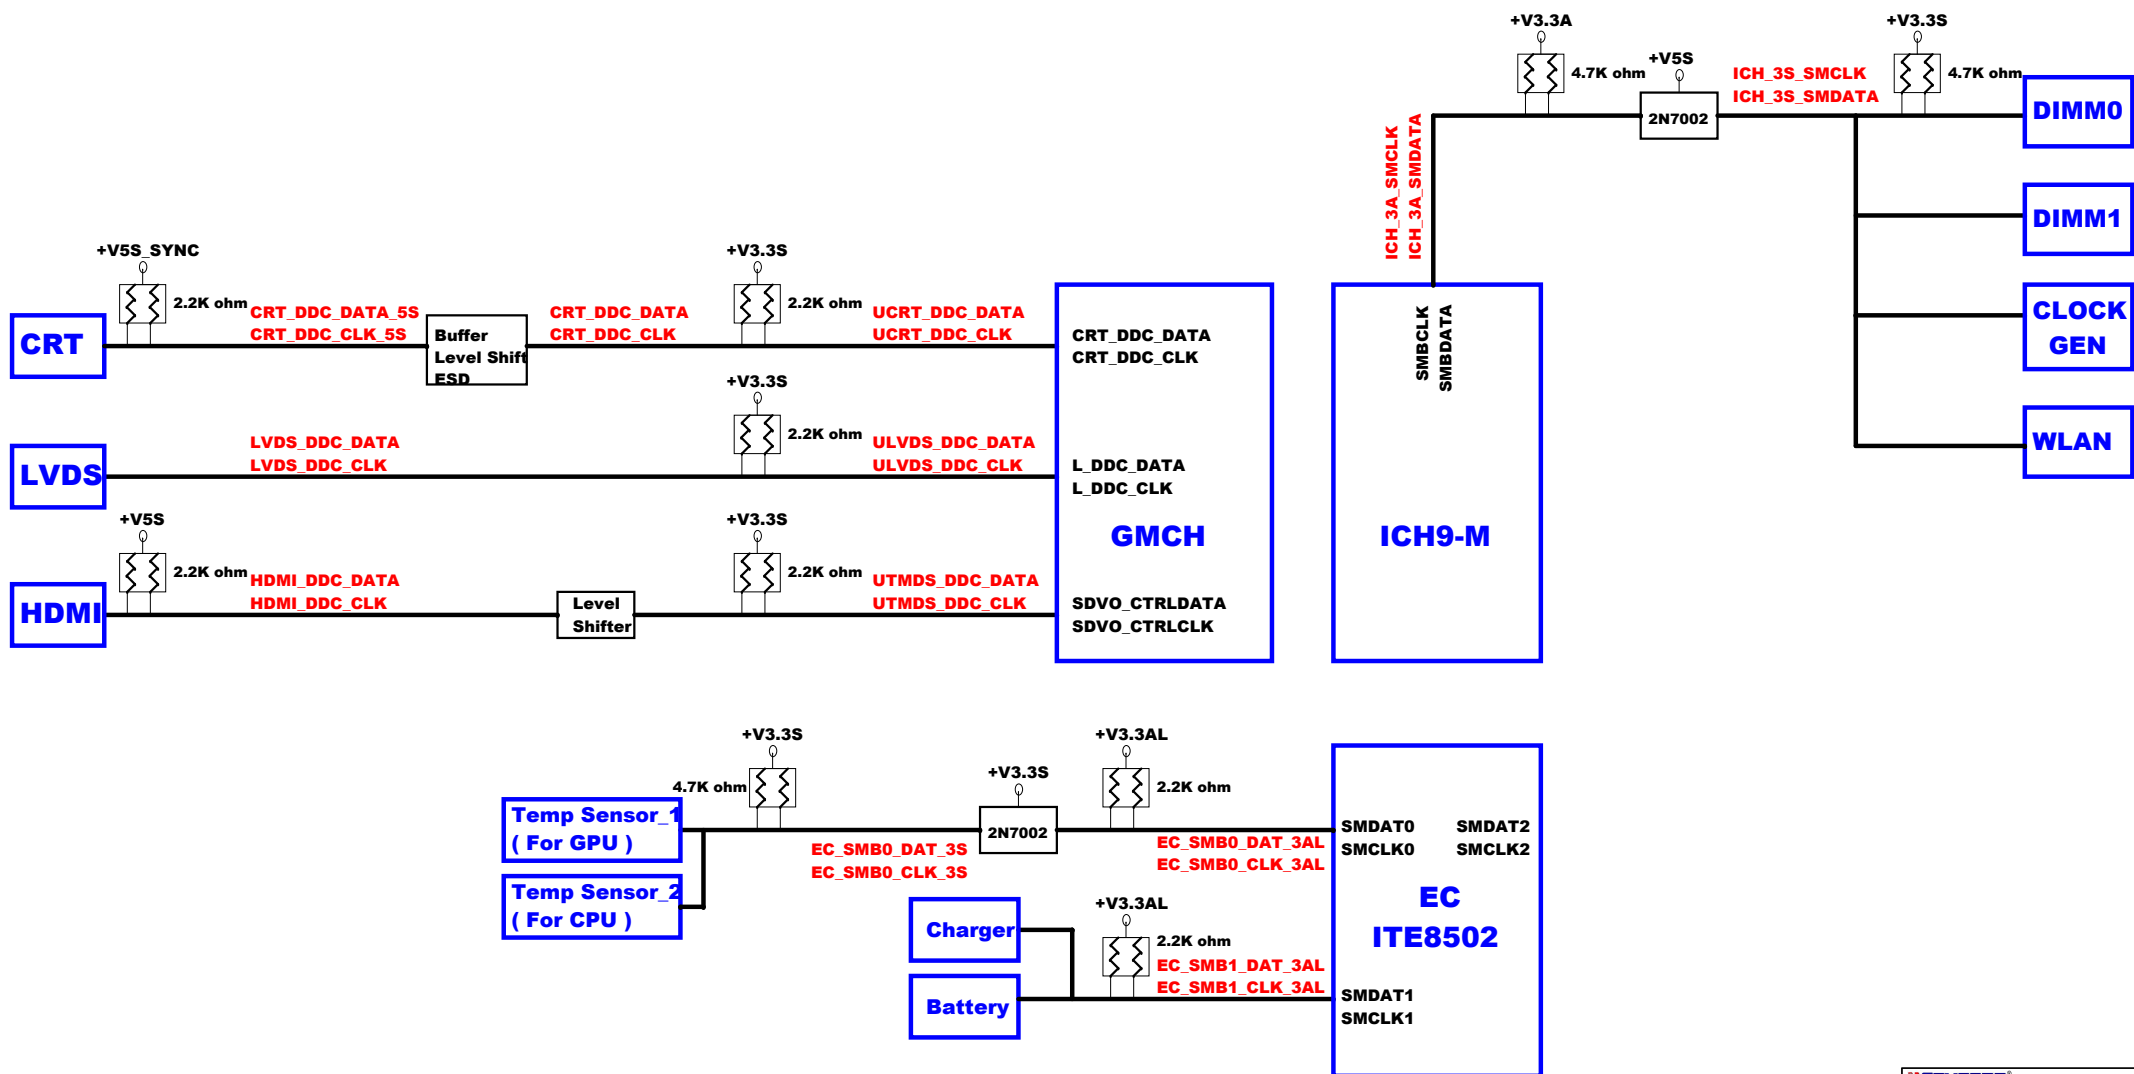 +V3.3A
4.7K ohm
+V5S
2N7002
ICH_3S_SMCLK
ICH_3S_SMDATA
+V3.3S
4.7K ohm
DIMM0
DIMM1
CLOCK
GEN
WLAN
ICH_3A_SMCLK
ICH_3A_SMDATA
SMBCLK
SMBDATA
ICH9-M
+V5S_SYNC
2.2K ohm
CRT
CRT_DDC_DATA_5S
CRT_DDC_CLK_5S
Buffer
Level Shift
ESD
CRT_DDC_DATA
CRT_DDC_CLK
+V3.3S
2.2K ohm
UCRT_DDC_DATA
UCRT_DDC_CLK
CRT_DDC_DATA
CRT_DDC_CLK
LVDS
LVDS_DDC_DATA
LVDS_DDC_CLK
+V3.3S
2.2K ohm
ULVDS_DDC_DATA
ULVDS_DDC_CLK
L_DDC_DATA
L_DDC_CLK
GMCH
+V5S
2.2K ohm
HDMI
HDMI_DDC_DATA
HDMI_DDC_CLK
Level
Shifter
+V3.3S
2.2K ohm
UTMDS_DDC_DATA
UTMDS_DDC_CLK
SDVO_CTRLDATA
SDVO_CTRLCLK
+V3.3S
4.7K ohm
Temp Sensor_1
( For GPU )
Temp Sensor_2
( For CPU )
EC_SMB0_DAT_3S
EC_SMB0_CLK_3S
+V3.3S
2N7002
+V3.3AL
2.2K ohm
EC_SMB0_DAT_3AL
EC_SMB0_CLK_3AL
SMDAT0
SMCLK0
SMDAT2
SMCLK2
EC
ITE8502
Charger
Battery
+V3.3AL
2.2K ohm
EC_SMB1_DAT_3AL
EC_SMB1_CLK_3AL
SMDAT1
SMCLK1